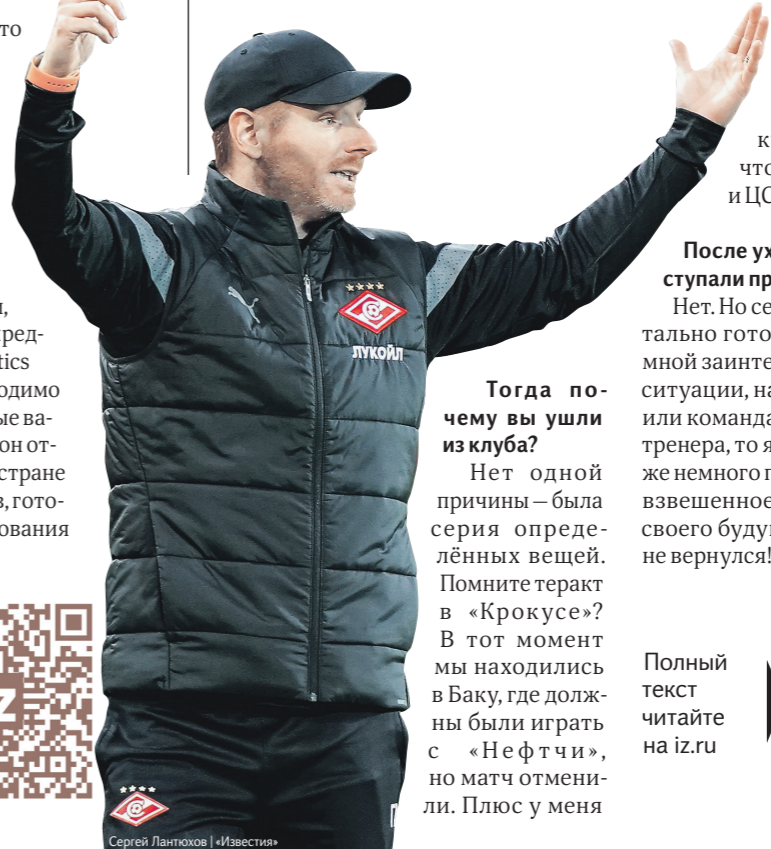 то
и,
пред-
tics
одимо
ые ва-
он от-
стране
в, гото-
ования
Z
ЛУКОЙЛ
Сергей Лантюхов | «Известия»
Тогда по-
чему вы ушли
из клуба?
Нет одной
причины – была
серия опреде-
лённых вещей.
Помните теракт
в «Крокусе»?
В тот момент
мы находились
в Баку, где долж-
ны были играть
с «Нефтчи»,
но матч отмени-
ли. Плюс у меня
к
что
и ЦС
После ух
ступали пр
Нет. Но се
тально гото
мной заинте
ситуации, на
или команда
тренера, то я
же немного п
взвешенное
своего буду
не вернулся!
Полный
текст
читайте
на iz.ru